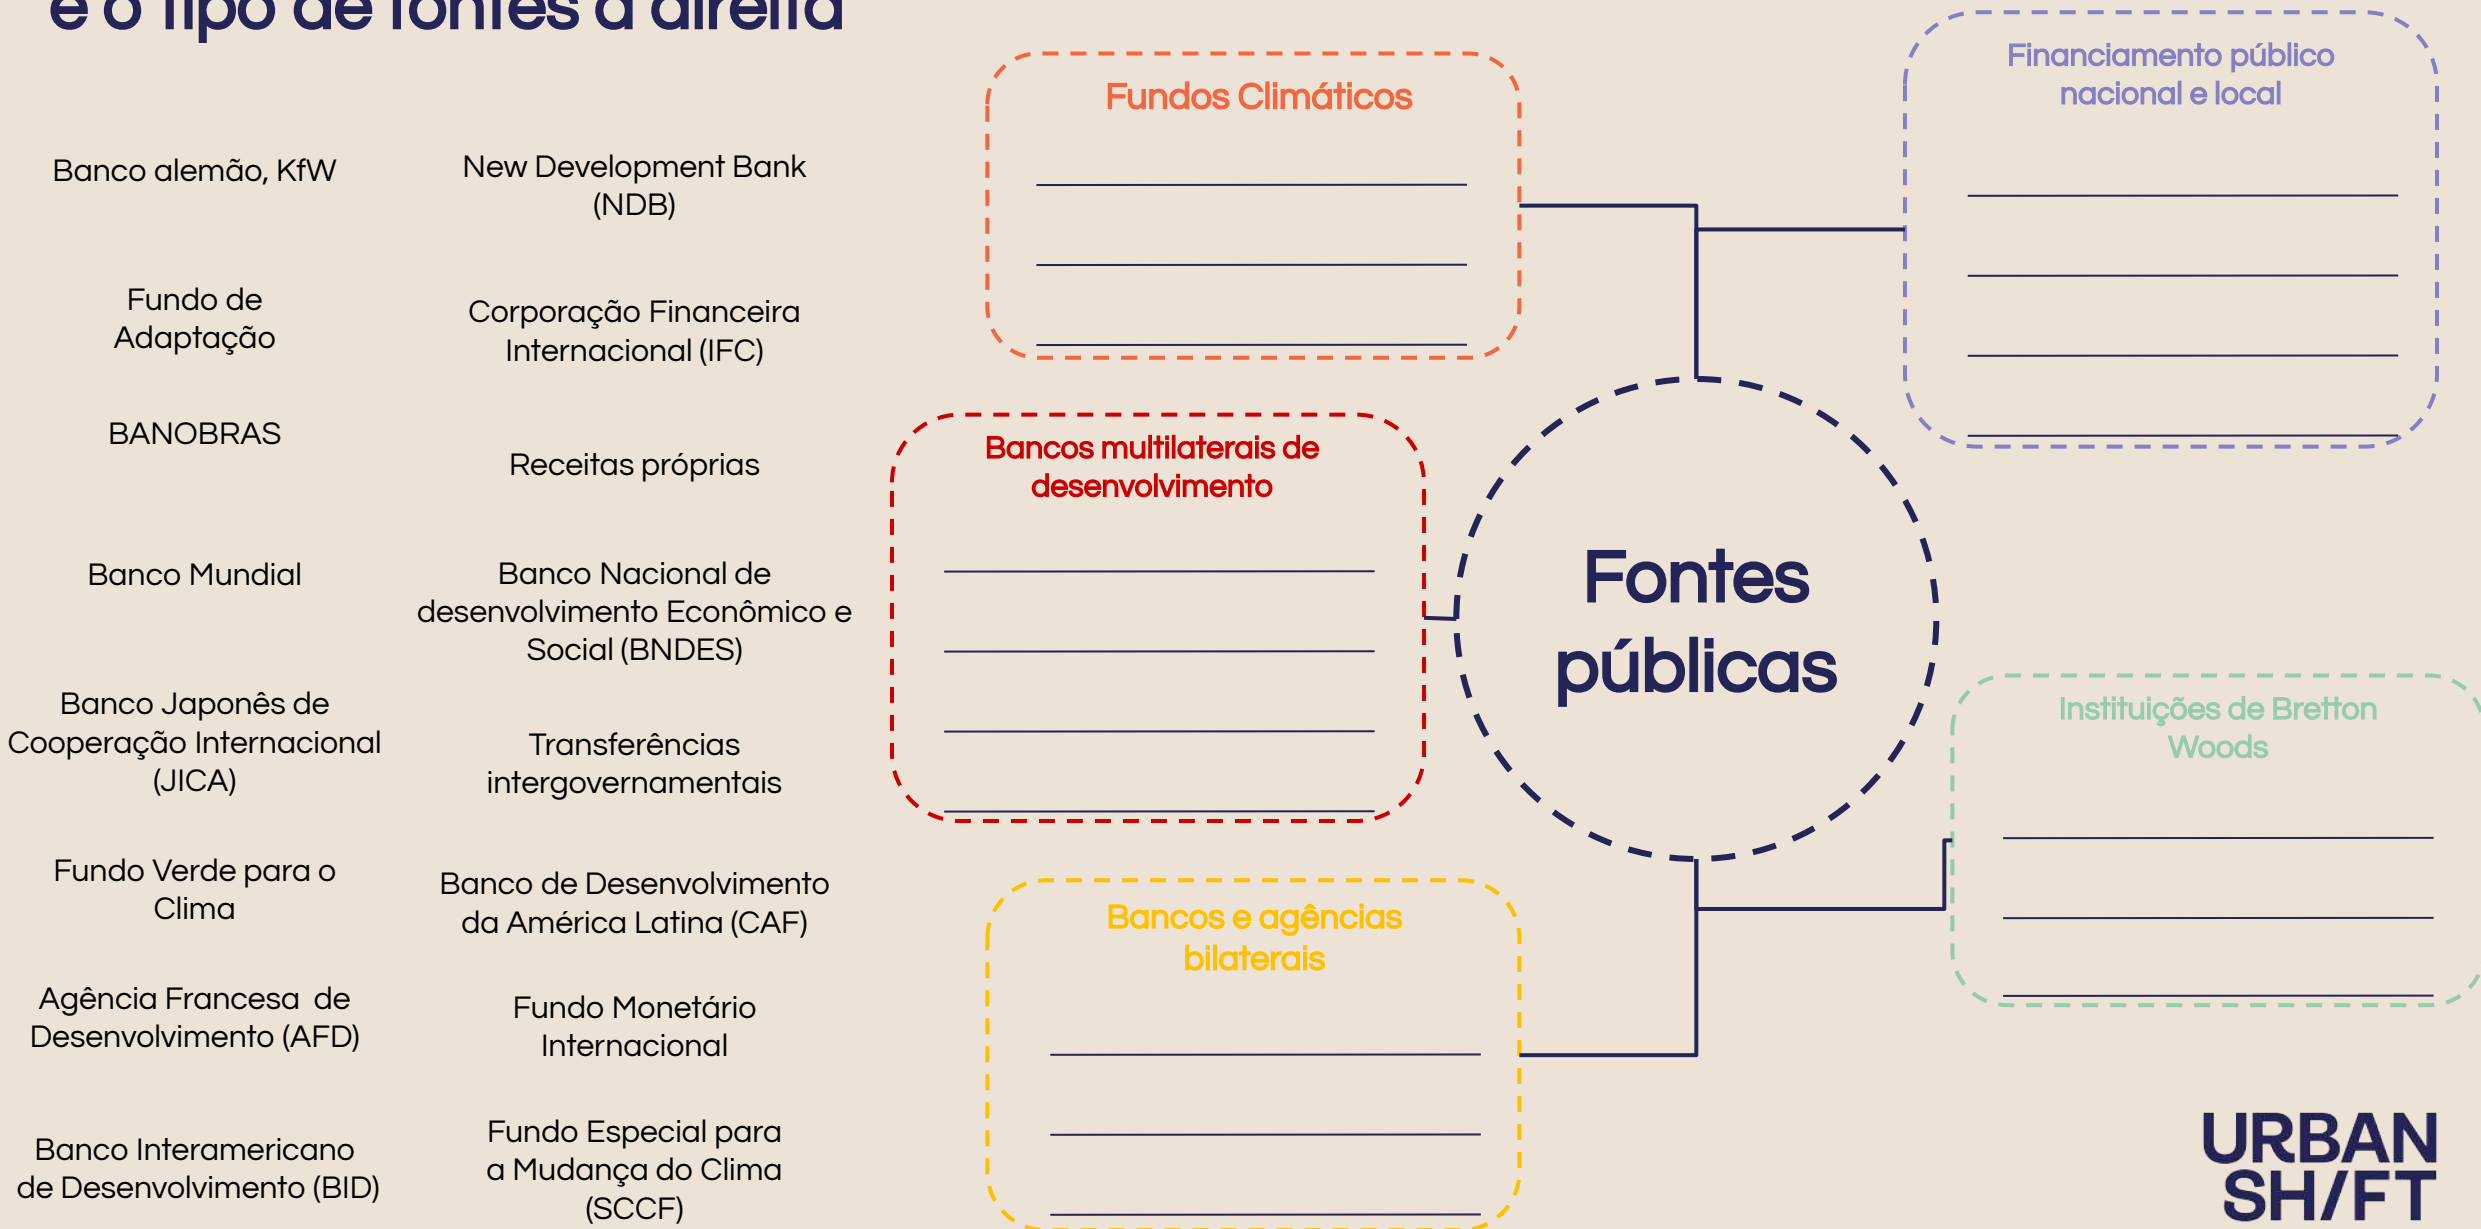 e o tipo de fontes à direita
Banco alemão, KfW
Fundo de
Adaptação
BANOBRAS
Banco Mundial
Banco Japonês de
Cooperação Internacional
(JICA)
Fundo Verde para o
Clima
Agência Francesa  de
Desenvolvimento (AFD)
Banco Interamericano
de Desenvolvimento (BID)
New Development Bank
(NDB)
Corporação Financeira
Internacional (IFC)
Receitas próprias
Banco Nacional de
desenvolvimento Econômico e
Social (BNDES)
Transferências
intergovernamentais
Banco de Desenvolvimento
da América Latina (CAF)
Fundo Monetário
Internacional
Fundo Especial para
a Mudança do Clima
(SCCF)
Fundos Climáticos
Bancos multilaterais de
desenvolvimento
Bancos e agências
bilaterais
Fontes
públicas
Financiamento público
nacional e local
Instituições de Bretton
Woods
URBAN
SH/FT